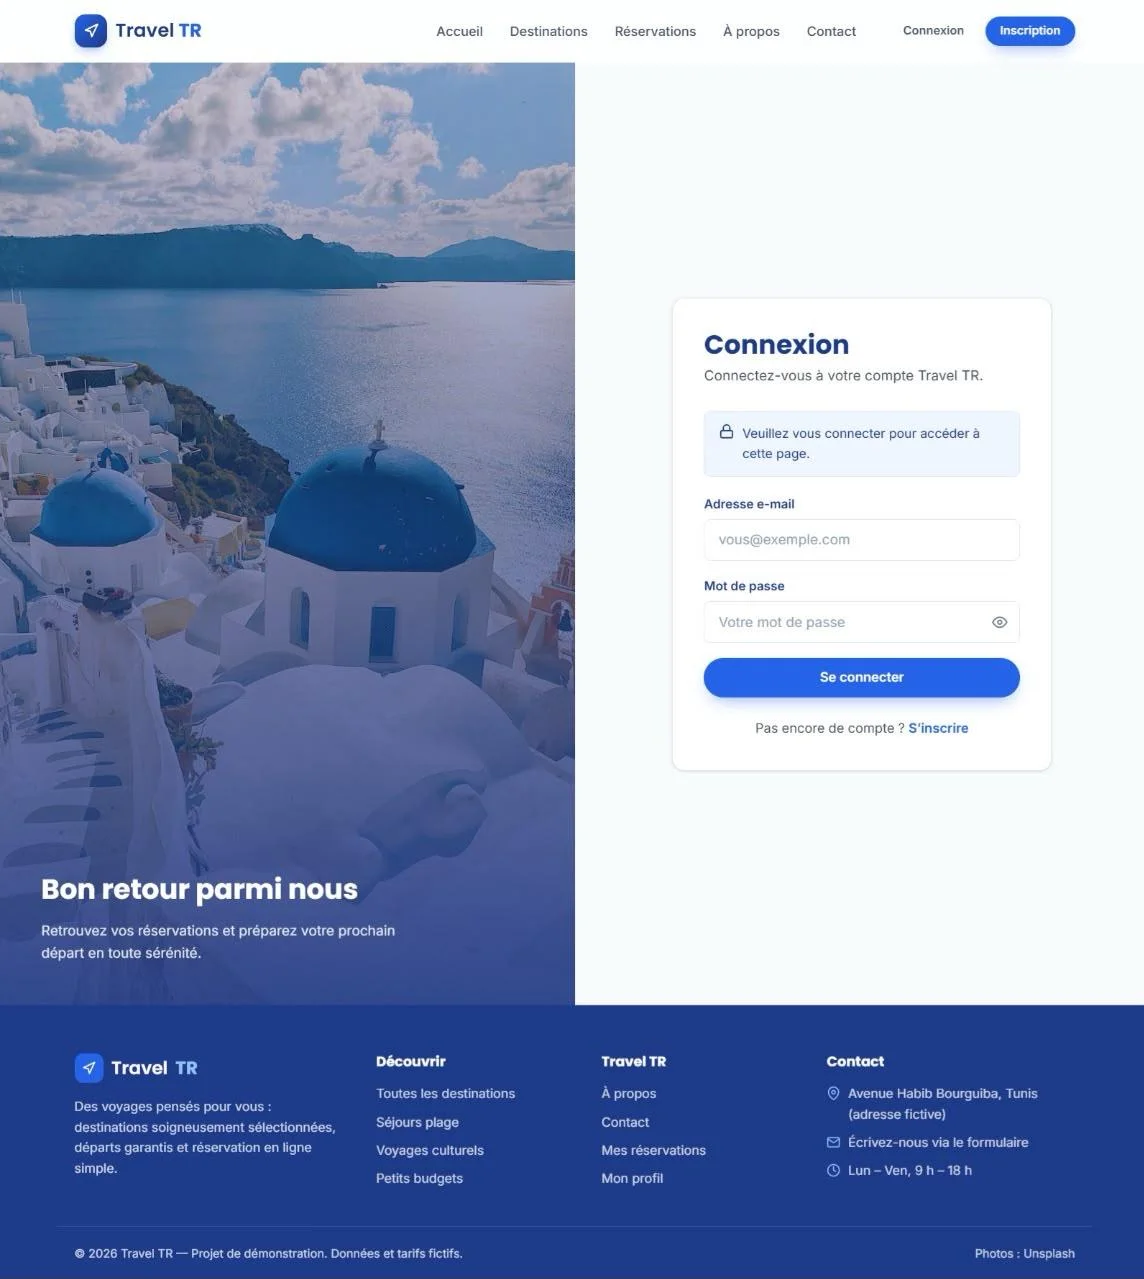 Travel TR
Accueil Destinations Réservations À propos Contact Connexion Inscription
Connexion
Connectez-vous à votre compte Travel TR.
Veuillez vous connecter pour accéder à
cette page.
Adresse e-mail
vous@exemple.com
Mot de passe
Votre mot de passe
Se connecter
Pas encore de compte ? S'inscrire
Bon retour parmi nous
Retrouvez vos réservations et préparez votre prochain
départ en toute sérénité.
Travel TR
Des voyages pensés pour vous :
destinations soigneusement sélectionnées,
départs garantis et réservation en ligne
simple.
Découvrir
Toutes les destinations
Séjours plage
Voyages culturels
Petits budgets
Travel TR
À propos
Contact
Mes réservations
Mon profil
Contact
Avenue Habib Bourguiba, Tunis
(adresse fictive)
Écrivez-nous via le formulaire
Lun – Ven, 9 h – 18 h
© 2026 Travel TR — Projet de démonstration. Données et tarifs fictifs.
Photos : Unsplash